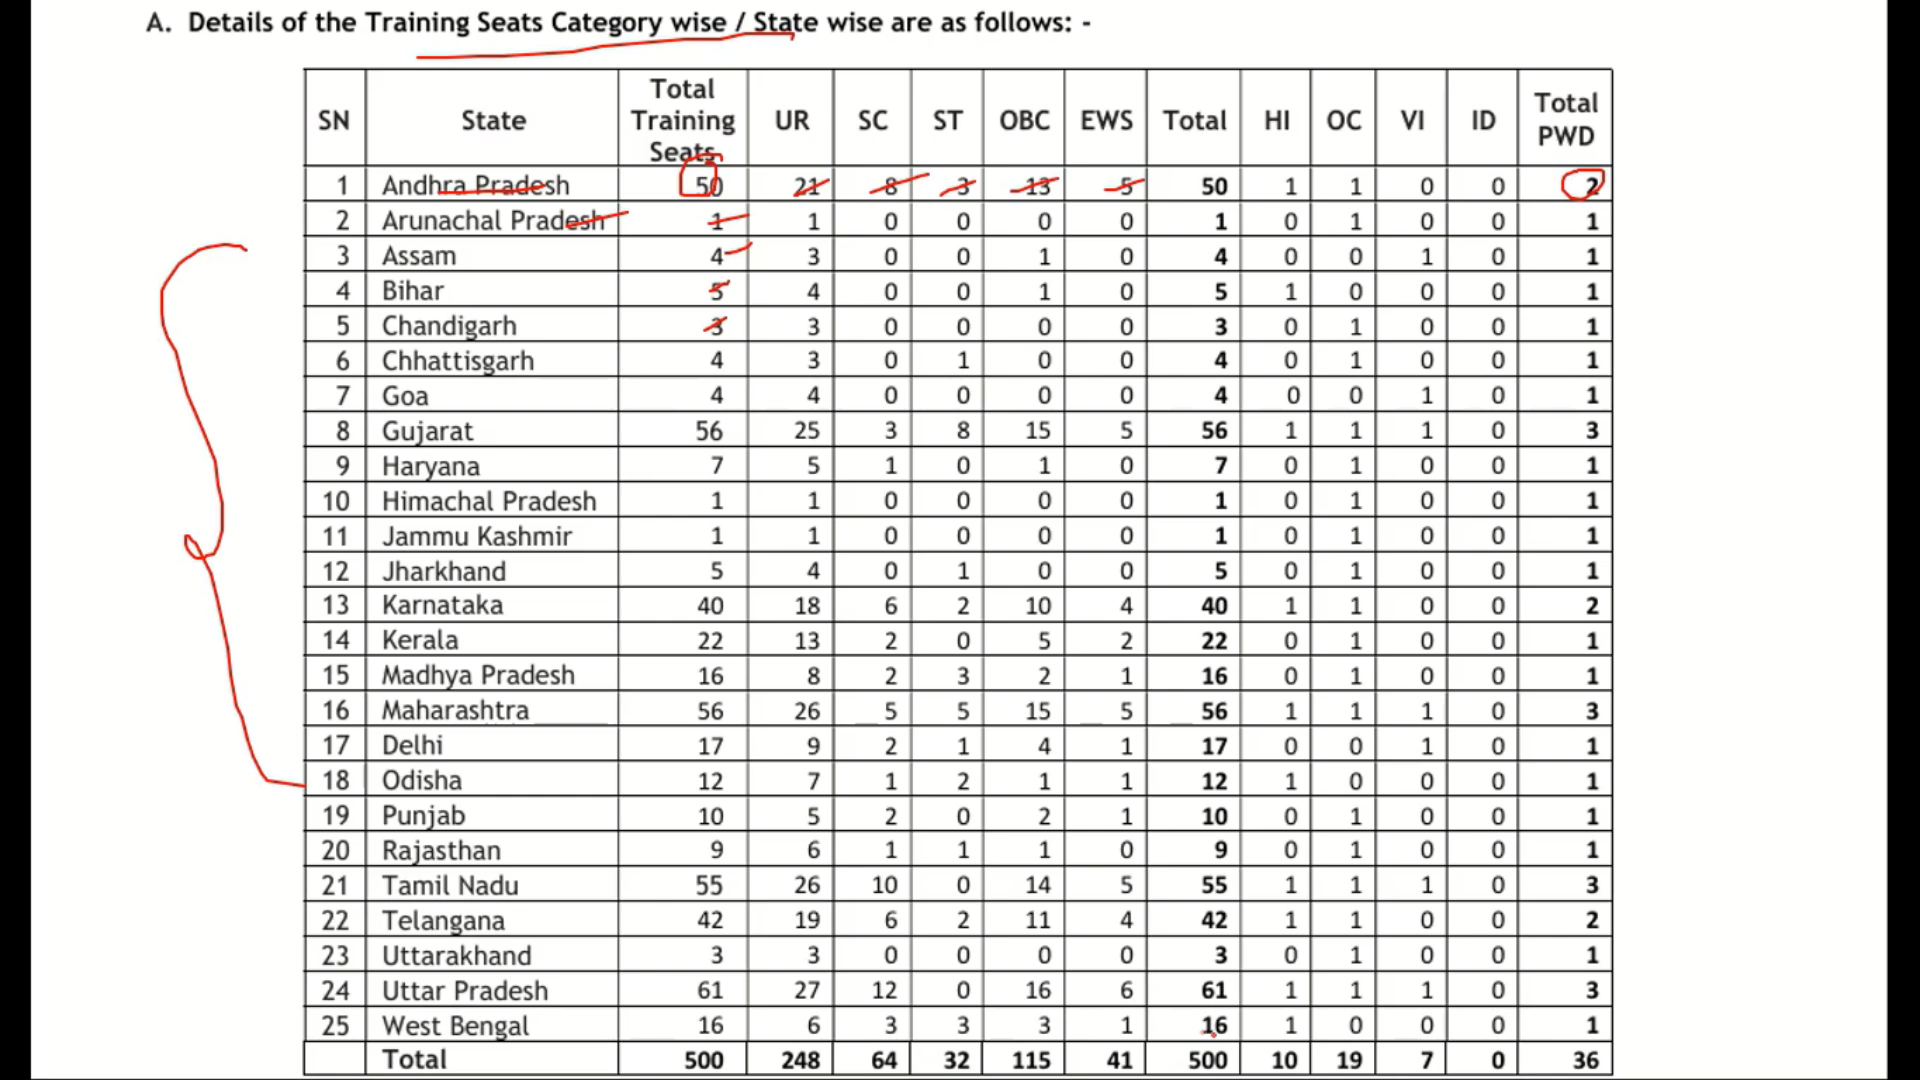 A. Details of the Training Seats Category wise / State wise are as follows: -
SN State Total Training Seats UR SC ST OBC EWS Total HI OC VI ID Total PWD
1 Andhra Pradesh 50 21 8 3 13 5 50 1 1 0 0 2
2 Arunachal Pradesh 1 1 0 0 0 0 1 0 1 0 0 1
3 Assam 4 3 0 0 1 0 4 0 0 1 0 1
4 Bihar 5 4 0 0 1 0 5 1 0 0 0 1
5 Chandigarh 3 3 0 0 0 0 3 0 1 0 0 1
6 Chhattisgarh 4 3 0 1 0 0 4 0 1 0 0 1
7 Goa 4 4 0 0 0 0 4 0 0 1 0 1
8 Gujarat 56 25 3 8 15 5 56 1 1 1 0 3
9 Haryana 7 5 1 0 1 0 7 0 1 0 0 1
10 Himachal Pradesh 1 1 0 0 0 0 1 0 1 0 0 1
11 Jammu Kashmir 1 1 0 0 0 0 1 0 1 0 0 1
12 Jharkhand 5 4 0 1 0 0 5 0 1 0 0 1
13 Karnataka 40 18 6 2 10 4 40 1 1 0 0 2
14 Kerala 22 13 2 0 5 2 22 0 1 0 0 1
15 Madhya Pradesh 16 8 2 3 2 1 16 0 1 0 0 1
16 Maharashtra 56 26 5 5 15 5 56 1 1 1 0 3
17 Delhi 17 9 2 1 4 1 17 0 0 1 0 1
18 Odisha 12 7 1 2 1 1 12 1 0 0 0 1
19 Punjab 10 5 2 0 2 1 10 0 1 0 0 1
20 Rajasthan 9 6 1 1 1 0 9 0 1 0 0 1
21 Tamil Nadu 55 26 10 0 14 5 55 1 1 1 0 3
22 Telangana 42 19 6 2 11 4 42 1 1 0 0 2
23 Uttarakhand 3 3 0 0 0 0 3 0 1 0 0 1
24 Uttar Pradesh 61 27 12 0 16 6 61 1 1 1 0 3
25 West Bengal 16 6 3 3 3 1 16 1 0 0 0 1
Total 500 248 64 32 115 41 500 10 19 7 0 36